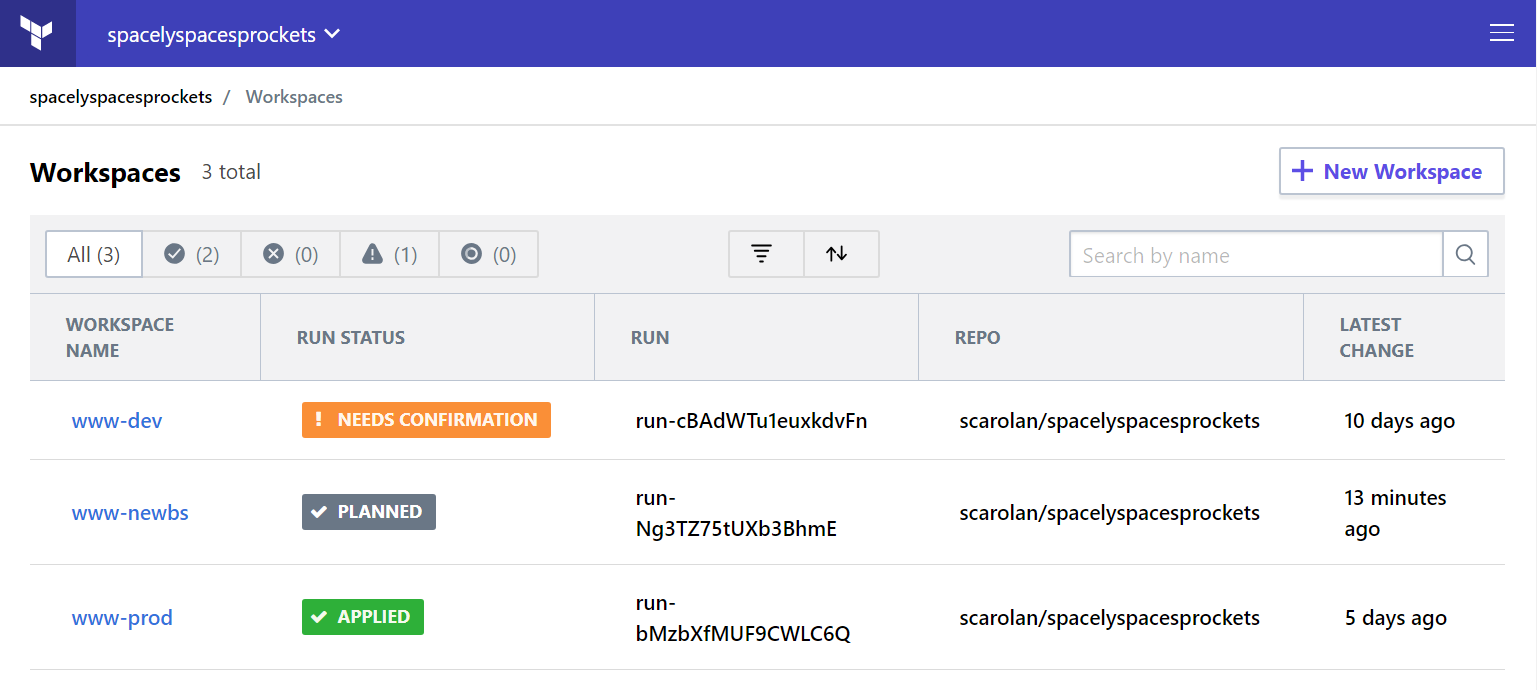 spacelyspacesprockets
spacelyspacesprockets / Workspaces
Workspaces 3 total
+ New Workspace
All (3) (2) (0) (1) (0)
Search by name
WORKSPACE
NAME
RUN STATUS
RUN
REPO
LATEST
CHANGE
www-dev
! NEEDS CONFIRMATION
run-cBAdWTu1euxkdvFn
scarolan/spacelyspacesprockets
10 days ago
www-newbs
PLANNED
run-
Ng3TZ75tUXb3BhmE
scarolan/spacelyspacesprockets
13 minutes
ago
www-prod
APPLIED
run-
bMzbXfMUF9CWLC6Q
scarolan/spacelyspacesprockets
5 days ago